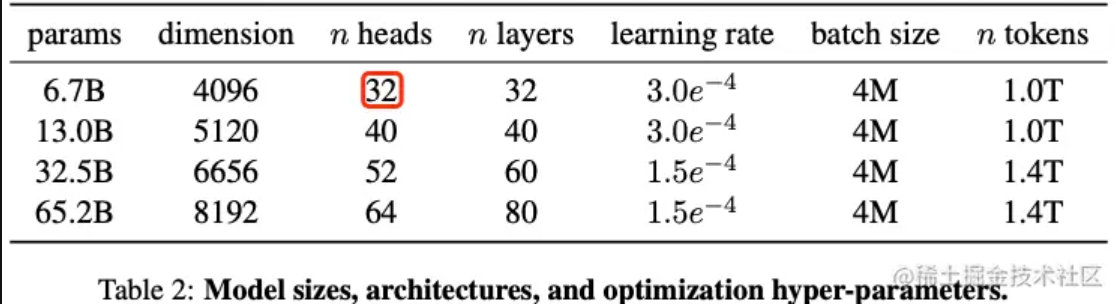 params dimension n heads n layers learning rate batch size n tokens
6.7B 4096 32 32 3.0e⁻⁴ 4M 1.0T
13.0B 5120 40 40 3.0e⁻⁴ 4M 1.0T
32.5B 6656 52 60 1.5e⁻⁴ 4M 1.4T
65.2B 8192 64 80 1.5e⁻⁴ 4M 1.4T
Table 2: Model sizes, architectures, and optimization hyper-parameters.
@稀土掘金技术社区